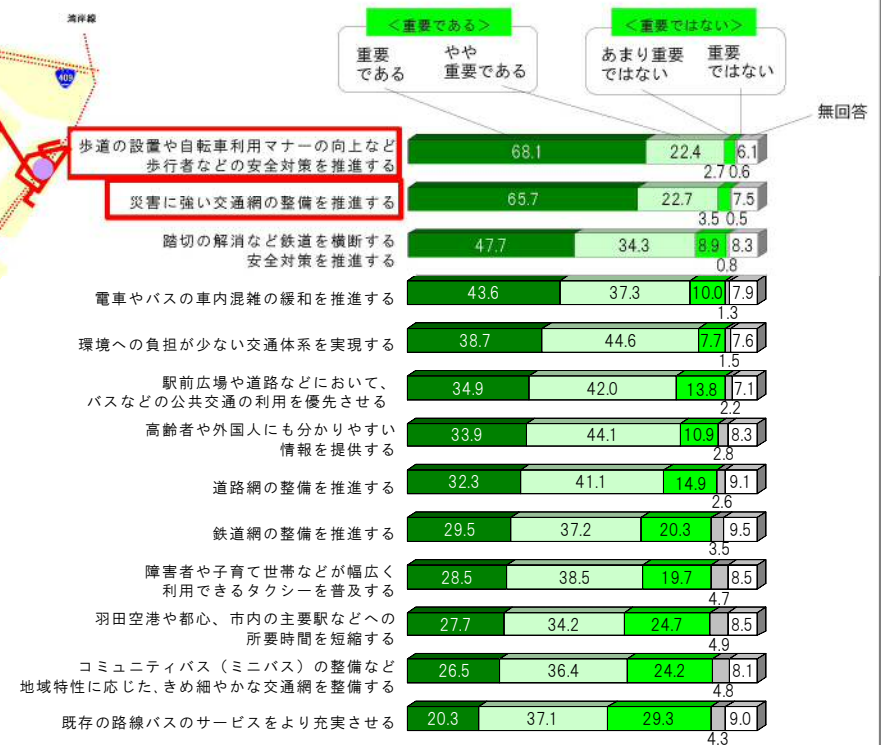 湾岸線
409
＜重要である＞
＜重要ではない＞
重要
である
やや
重要である
あまり重要
ではない
重要
ではない
無回答
歩道の設置や自転車利用マナーの向上など
歩行者などの安全対策を推進する
68.1
22.4
2.7
0.6
6.1
災害に強い交通網の整備を推進する
65.7
22.7
3.5
0.5
7.5
踏切の解消など鉄道を横断する
安全対策を推進する
47.7
34.3
8.9
0.8
8.3
電車やバスの車内混雑の緩和を推進する
43.6
37.3
10.0
1.3
7.9
環境への負担が少ない交通体系を実現する
38.7
44.6
7.7
1.5
7.6
駅前広場や道路などにおいて、
バスなどの公共交通の利用を優先させる
34.9
42.0
13.8
2.2
7.1
高齢者や外国人にも分かりやすい
情報を提供する
33.9
44.1
10.9
2.8
8.3
道路網の整備を推進する
32.3
41.1
14.9
2.6
9.1
鉄道網の整備を推進する
29.5
37.2
20.3
3.5
9.5
障害者や子育て世帯などが幅広く
利用できるタクシーを普及する
28.5
38.5
19.7
4.7
8.5
羽田空港や都心、市内の主要駅などへの
所要時間を短縮する
27.7
34.2
24.7
4.9
8.5
コミュニティバス（ミニバス）の整備など
地域特性に応じた、きめ細やかな交通網を整備する
26.5
36.4
24.2
4.8
8.1
既存の路線バスのサービスをより充実させる
20.3
37.1
29.3
4.3
9.0